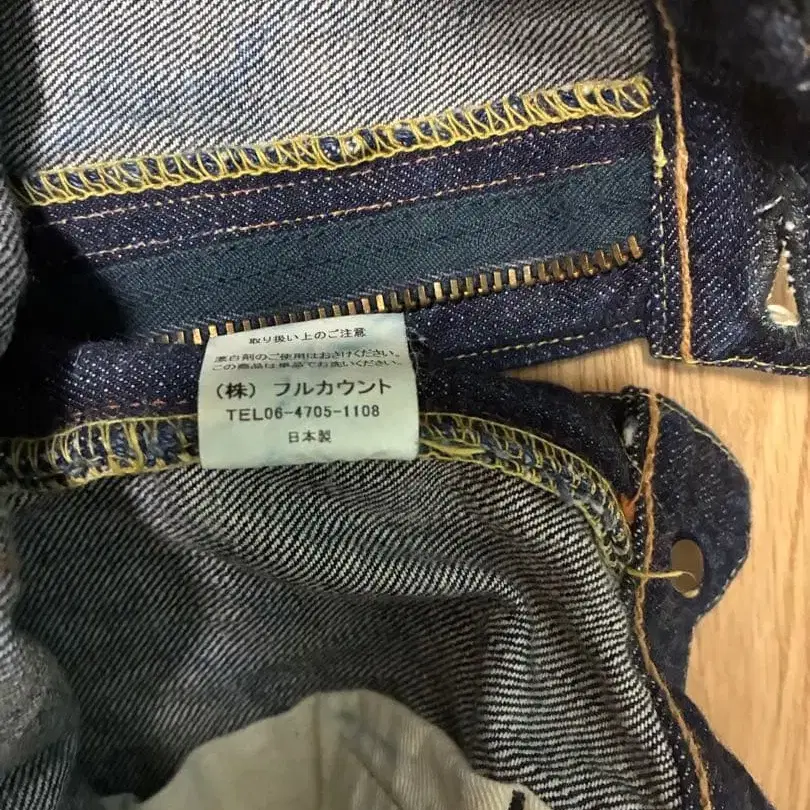 取り扱い上のご注意
漂白剤のご使用はおさけください。
この商品は単品でお洗いください。
(株) フルカウント
TEL06-4705-1108
日本製